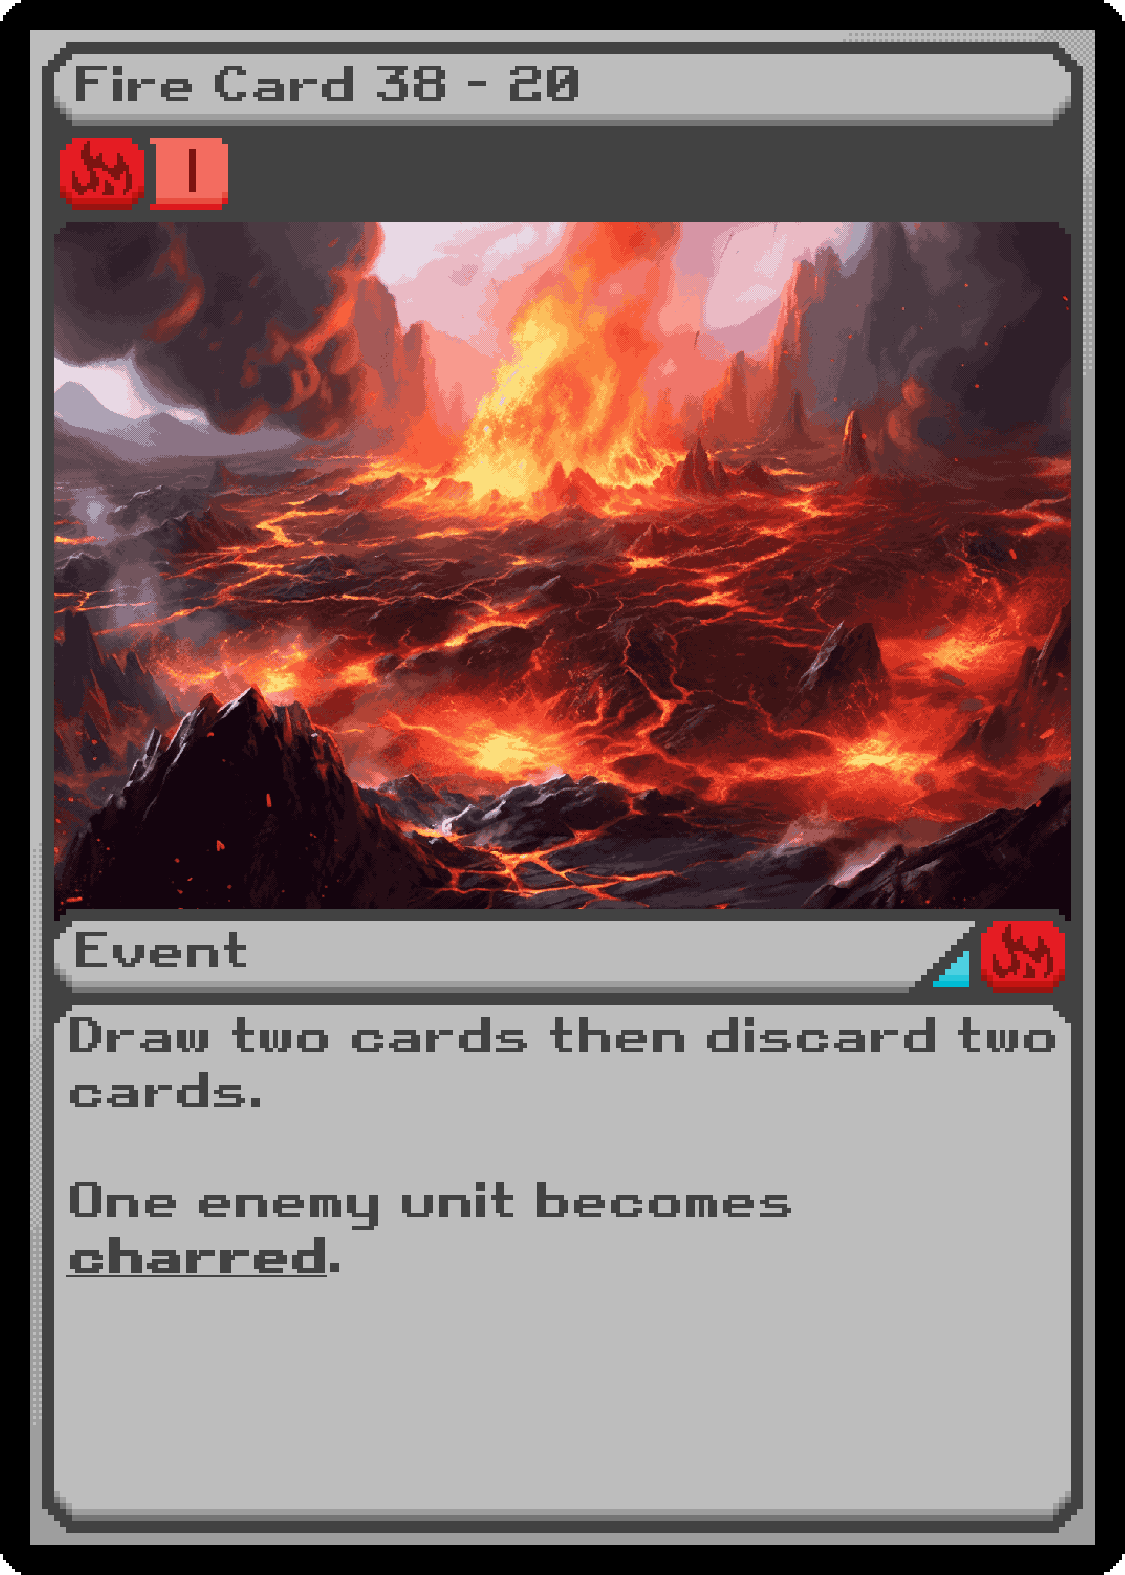 Fire Card 38 - 20
1
Event
Draw two cards then discard two
cards.
One enemy unit becomes
charred.